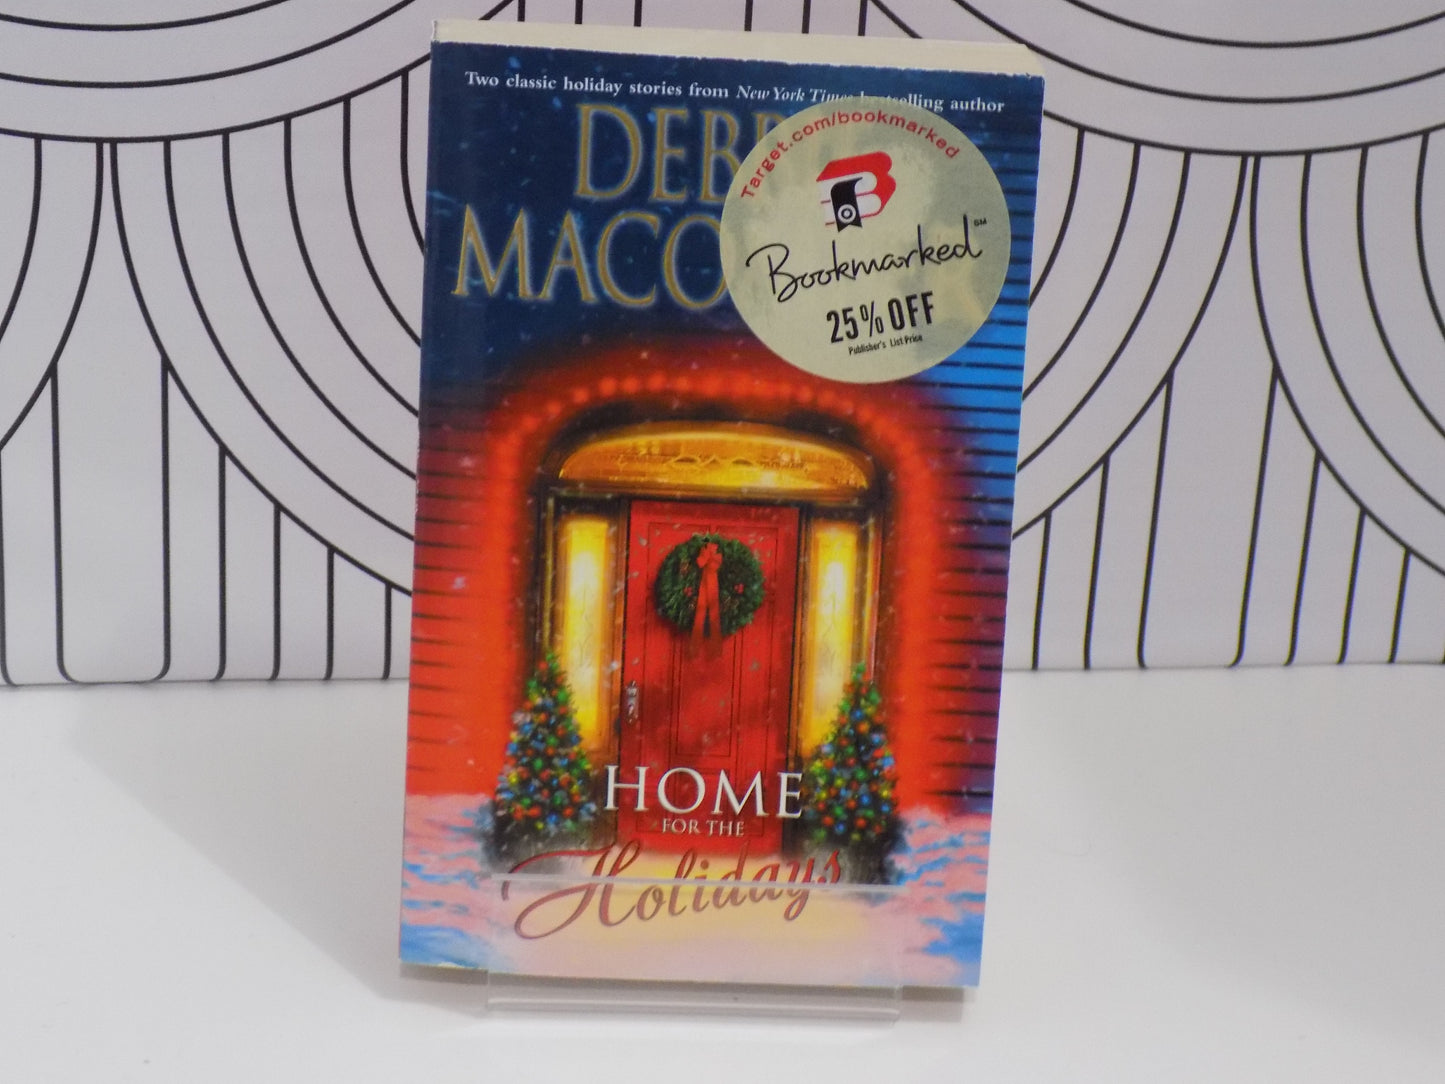 Two classic holiday stories from New York Times bestselling author
DEBB
MACO
Target.com/bookmarked
B
Bookmarked℠
25% OFF
Publisher's List Price
HOME
FOR THE
Holidays